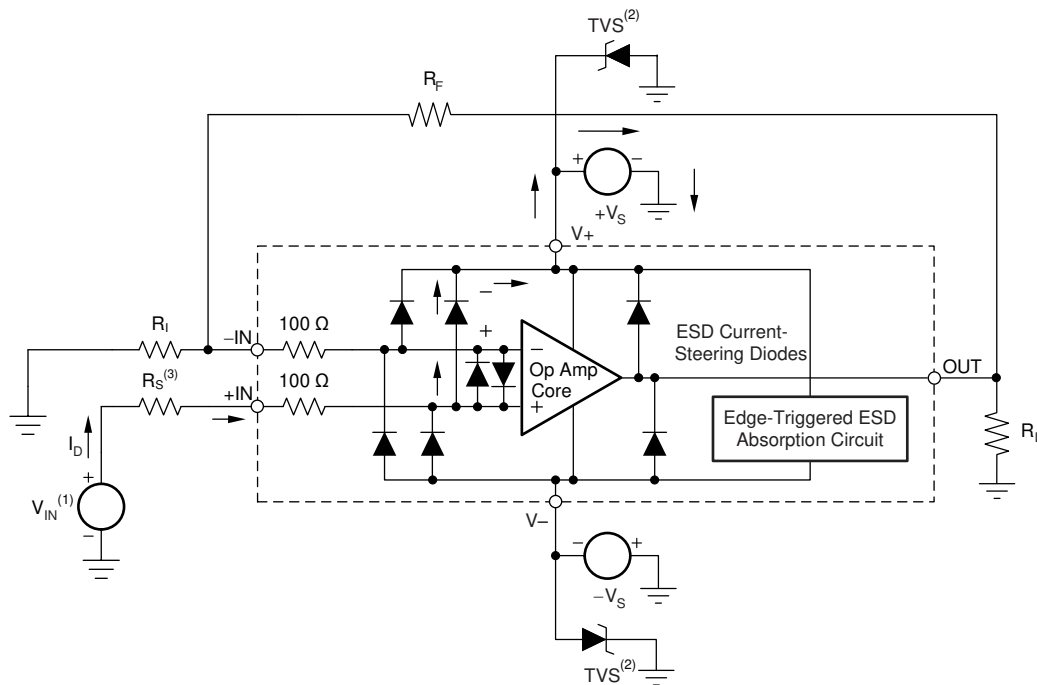 TVS(2)
RF
+ −
+VS
V+
−
RI
−IN
100 Ω
+
ESD Current-
Steering Diodes
−
Op Amp
Core
+
OUT
RS(3)
+IN
100 Ω
ID
Edge-Triggered ESD
Absorption Circuit
+
VIN(1)
−
V−
− +
−VS
TVS(2)